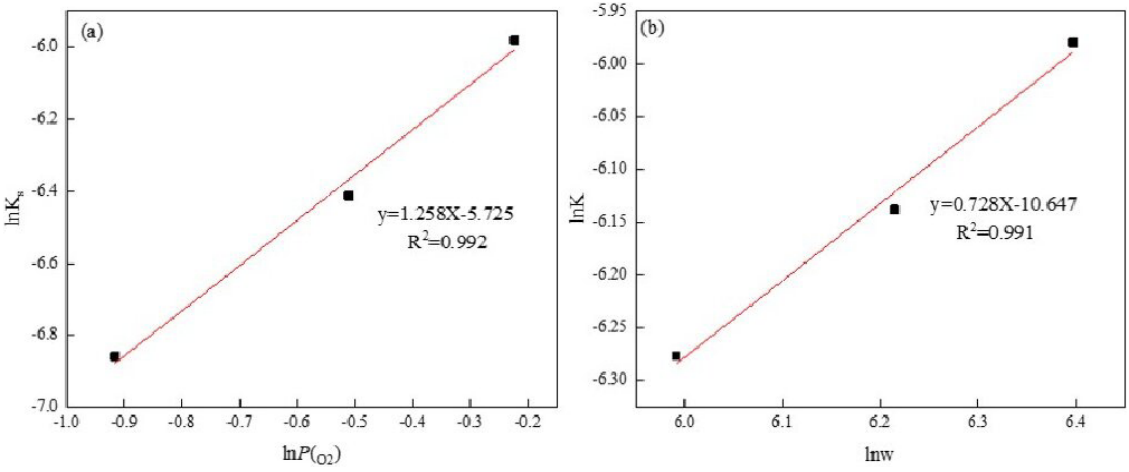 (a)
-6.0
-6.2
-6.4
-6.6
-6.8
-7.0
lnKs
y=1.258X-5.725
R²=0.992
-1.0 -0.9 -0.8 -0.7 -0.6 -0.5 -0.4 -0.3 -0.2
lnP(O2)
(b)
-5.95
-6.00
-6.05
-6.10
-6.15
-6.20
-6.25
-6.30
lnK
y=0.728X-10.647
R²=0.991
6.0 6.1 6.2 6.3 6.4
lnw